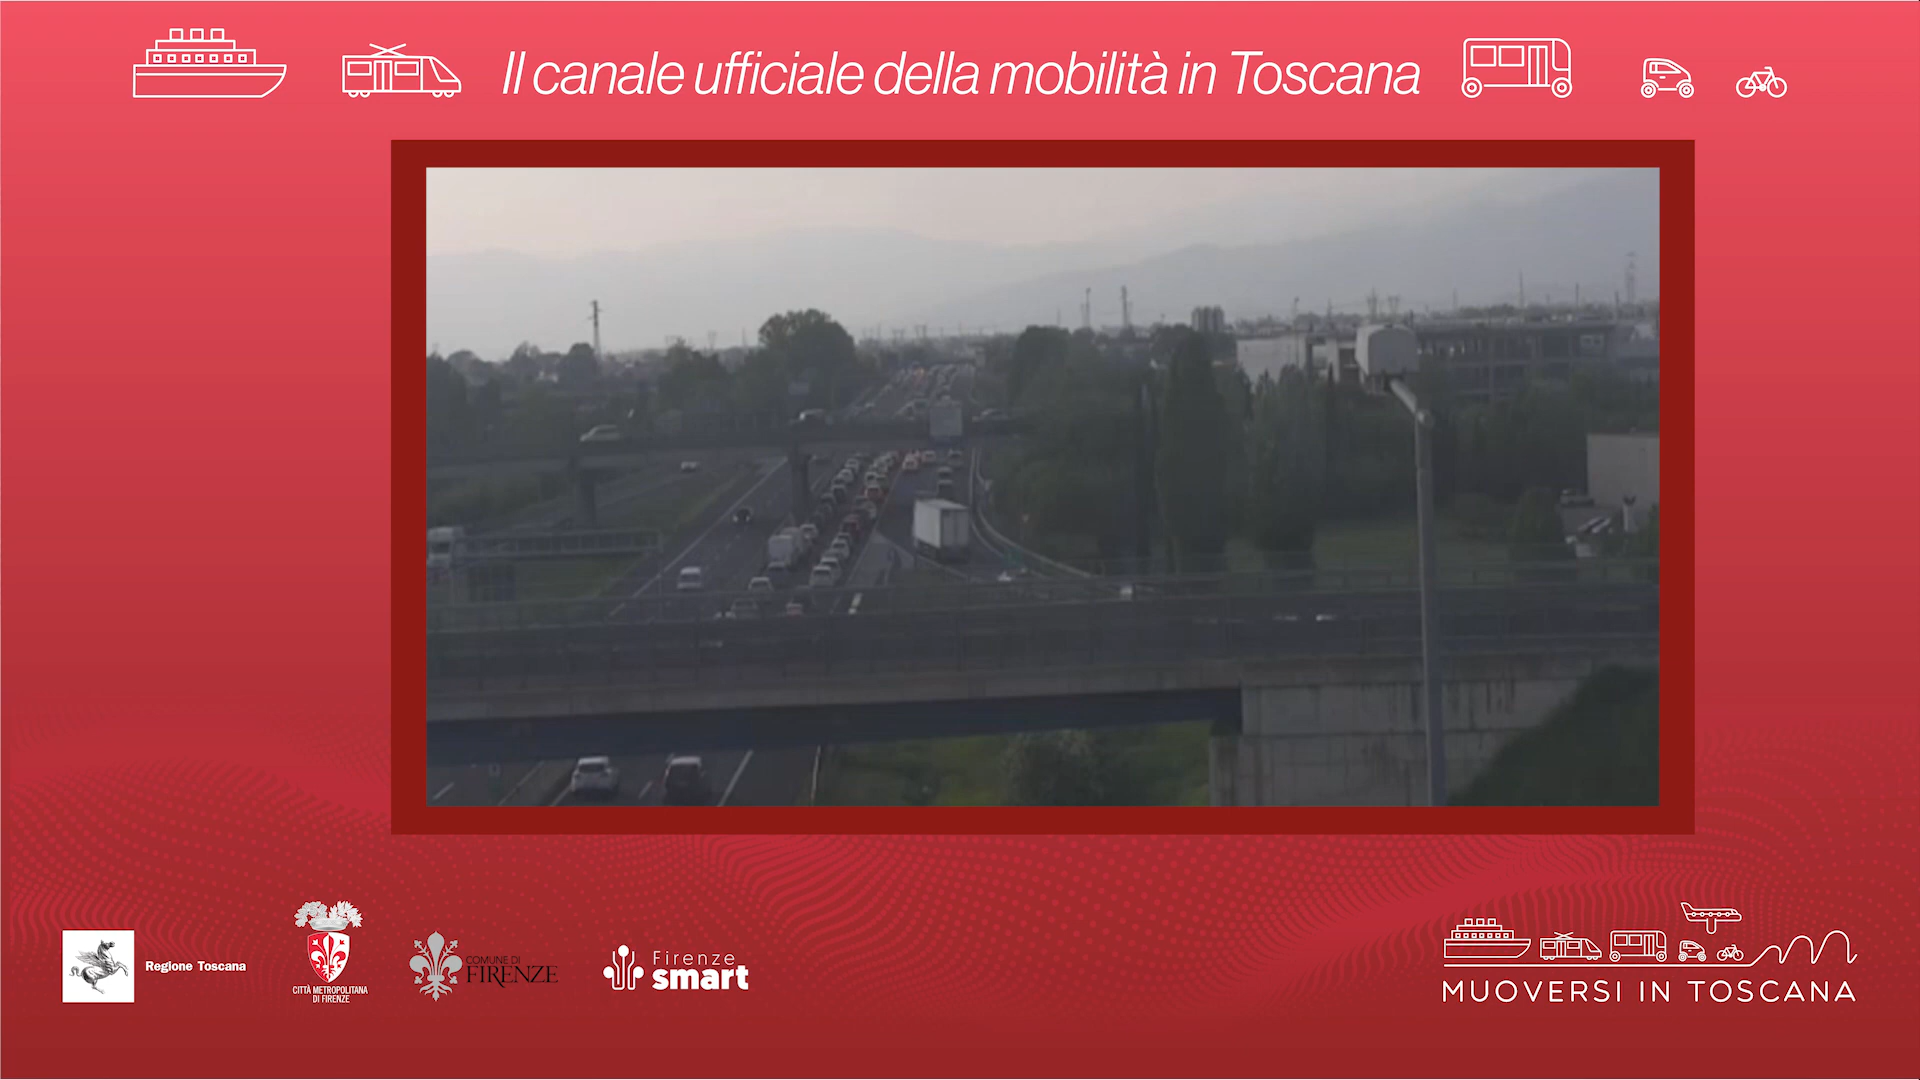 Il canale ufficiale della mobilità in Toscana
Regione Toscana
CITTÀ METROPOLITANA
DI FIRENZE
COMUNE DI
FIRENZE
Firenze
smart
MUOVERSI IN TOSCANA